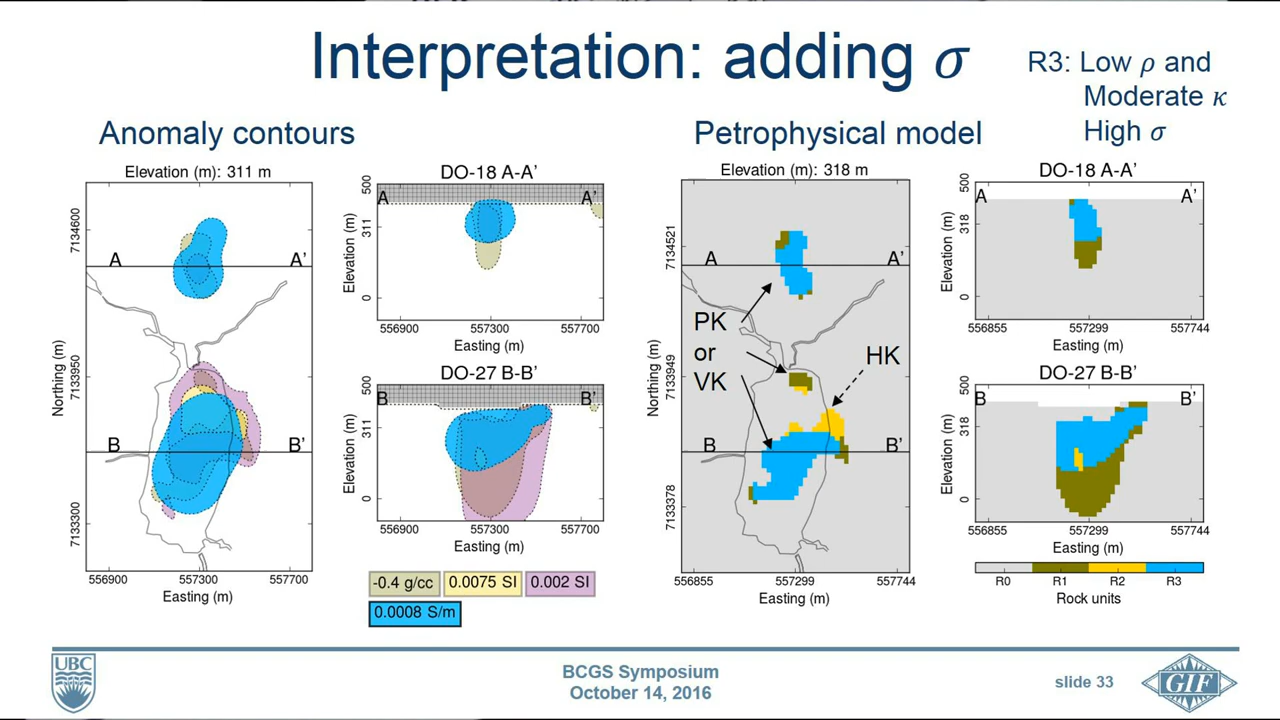 Interpretation: adding σ
R3: Low ρ and
Moderate κ
High σ
Anomaly contours
Elevation (m): 311 m
7134600
7133950
7133300
Northing (m)
A
A'
B
B'
556900
557300
557700
Easting (m)
DO-18 A-A'
500
311
0
Elevation (m)
A
A'
556900
557300
557700
Easting (m)
DO-27 B-B'
500
311
0
Elevation (m)
B
B'
556900
557300
557700
Easting (m)
-0.4 g/cc
0.0075 SI
0.002 SI
0.0008 S/m
Petrophysical model
Elevation (m): 318 m
7134521
7133949
7133378
Northing (m)
A
A'
PK
or
VK
HK
B
B'
556855
557299
557744
Easting (m)
DO-18 A-A'
500
318
0
Elevation (m)
A
A'
556855
557299
557744
Easting (m)
DO-27 B-B'
500
318
0
Elevation (m)
B
B'
556855
557299
557744
Easting (m)
R0
R1
R2
R3
Rock units
UBC
BCGS Symposium
October 14, 2016
slide 33
GIF